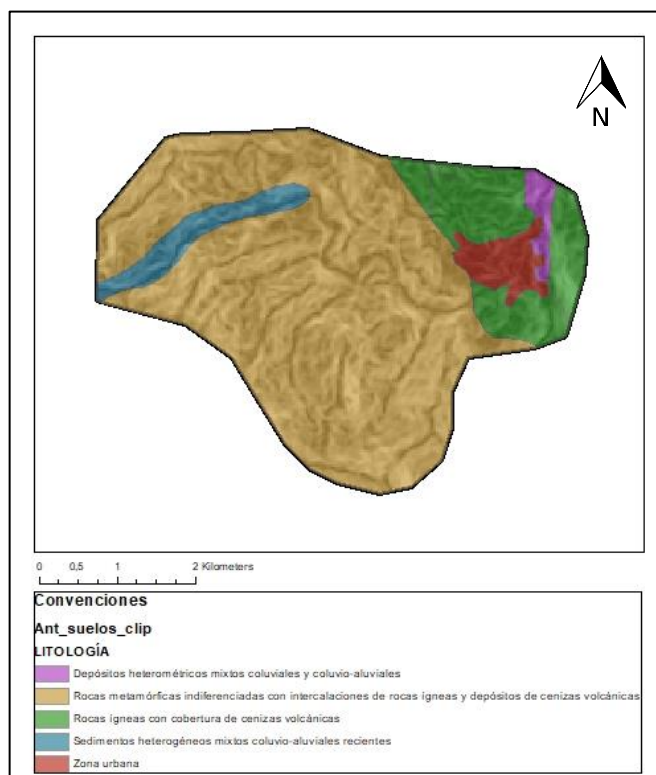 N
0 0,5 1 2 Kilometers
Convenciones
Ant_suelos_clip
LITOLOGÍA
Depósitos heterométricos mixtos coluviales y coluvio-aluviales
Rocas metamórficas indiferenciadas con intercalaciones de rocas ígneas y depósitos de cenizas volcánicas
Rocas ígneas con cobertura de cenizas volcánicas
Sedimentos heterogéneos mixtos coluvio-aluviales recientes
Zona urbana